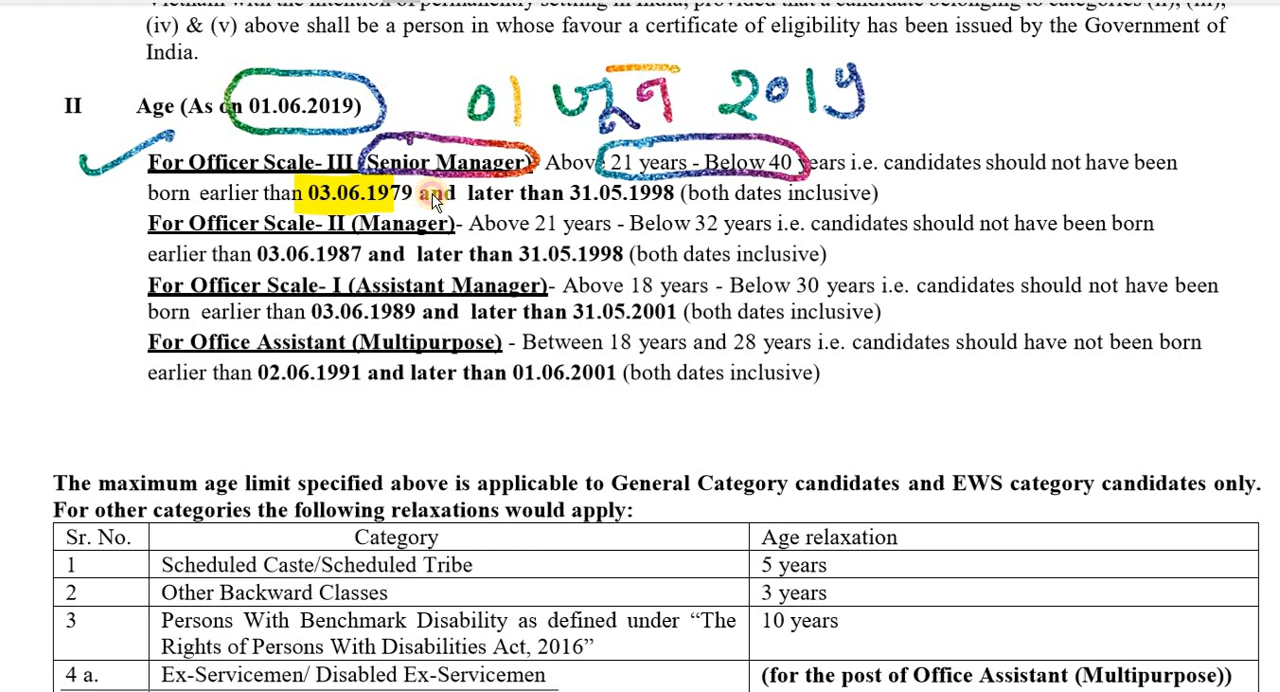 (iv) & (v) above shall be a person in whose favour a certificate of eligibility has been issued by the Government of
India.
01 जून 2019
II Age (As on 01.06.2019)
For Officer Scale- III (Senior Manager)- Above 21 years - Below 40 years i.e. candidates should not have been
born earlier than 03.06.1979 and later than 31.05.1998 (both dates inclusive)
For Officer Scale- II (Manager)- Above 21 years - Below 32 years i.e. candidates should not have been born
earlier than 03.06.1987 and later than 31.05.1998 (both dates inclusive)
For Officer Scale- I (Assistant Manager)- Above 18 years - Below 30 years i.e. candidates should not have been
born earlier than 03.06.1989 and later than 31.05.2001 (both dates inclusive)
For Office Assistant (Multipurpose) - Between 18 years and 28 years i.e. candidates should have not been born
earlier than 02.06.1991 and later than 01.06.2001 (both dates inclusive)
The maximum age limit specified above is applicable to General Category candidates and EWS category candidates only.
For other categories the following relaxations would apply:
Sr. No. Category Age relaxation
1 Scheduled Caste/Scheduled Tribe 5 years
2 Other Backward Classes 3 years
3 Persons With Benchmark Disability as defined under “The 10 years
Rights of Persons With Disabilities Act, 2016”
4 a. Ex-Servicemen/ Disabled Ex-Servicemen (for the post of Office Assistant (Multipurpose))